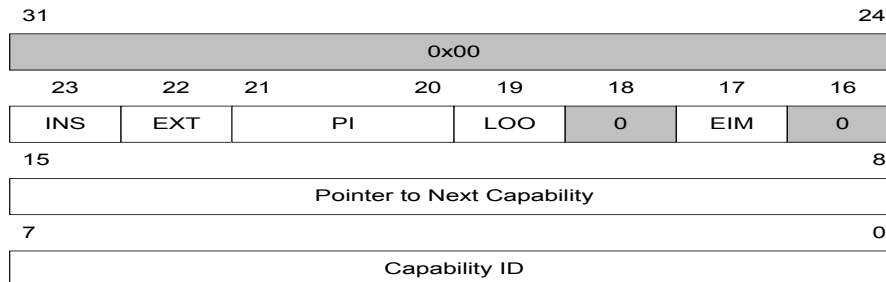 31 24
0x00
23 22 21 20 19 18 17 16
INS EXT PI LOO 0 EIM 0
15 8
Pointer to Next Capability
7 0
Capability ID